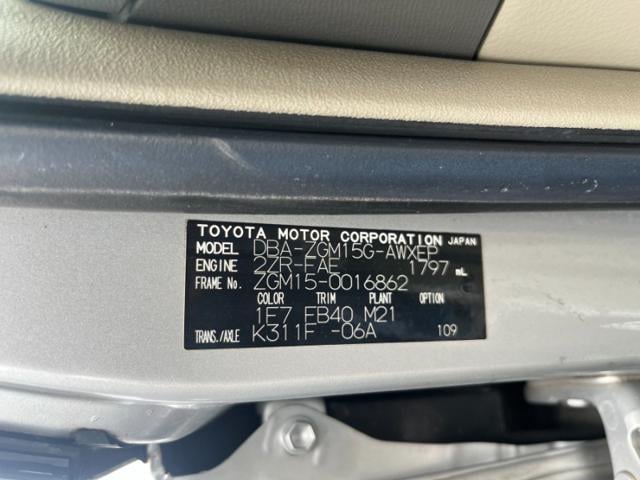 TOYOTA MOTOR CORPORATION JAPAN
MODEL DBA-ZGM15G-AWXEP
ENGINE 2ZR-FAE 1797 mL
FRAME No. ZGM15-0016862
COLOR TRIM PLANT OPTION
1F7 FB40 M21
TRANS./AXLE K311F -06A 109